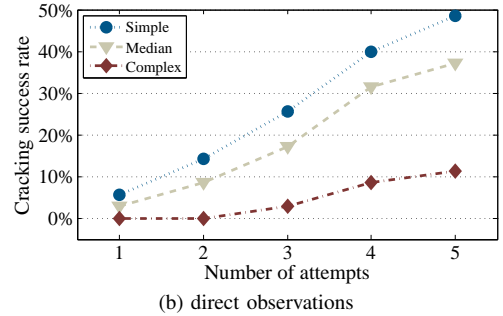 50%
40%
30%
20%
10%
0%
Cracking success rate
Simple
Median
Complex
1 2 3 4 5
Number of attempts
(b) direct observations